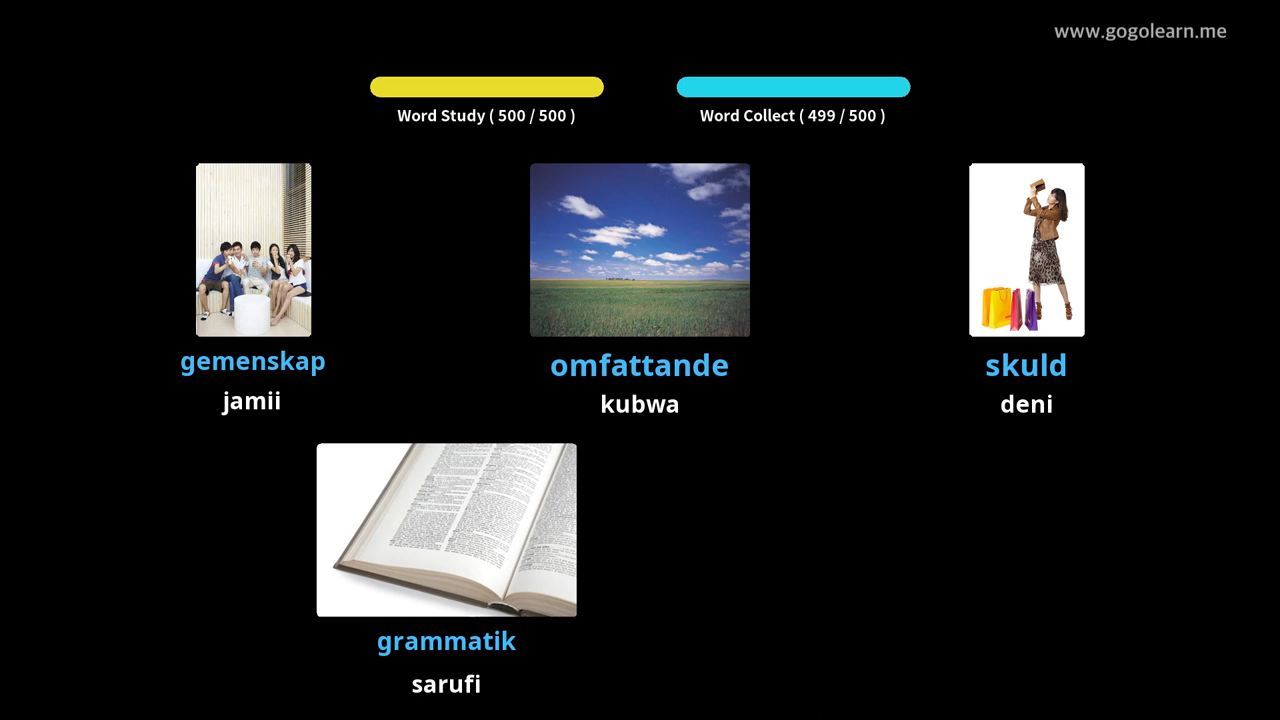 www.gogolearn.me
Word Study ( 500 / 500 )
Word Collect ( 499 / 500 )
gemenskap
jamii
omfattande
kubwa
skuld
deni
grammatik
sarufi